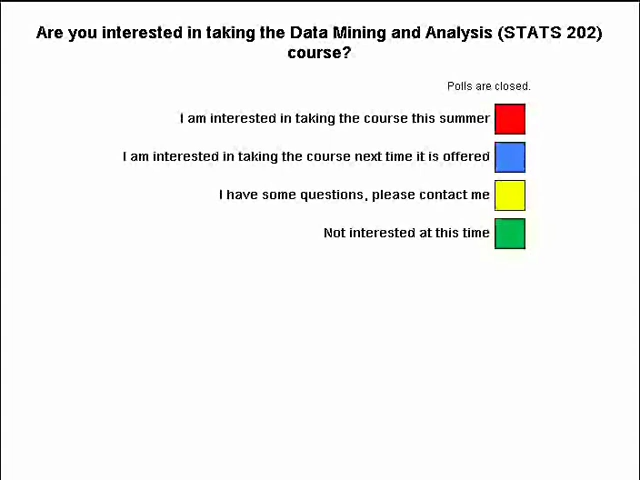 Are you interested in taking the Data Mining and Analysis (STATS 202)
course?
Polls are closed.
I am interested in taking the course this summer
I am interested in taking the course next time it is offered
I have some questions, please contact me
Not interested at this time